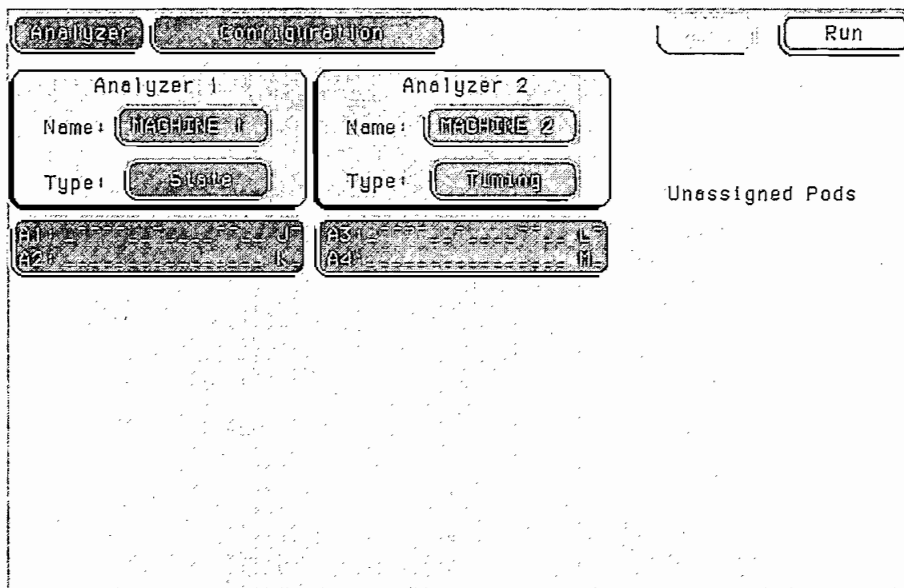 Analyzer Configuration Run
Analyzer 1 Analyzer 2
Name: MACHINE 1 Name: MACHINE 2
Type: State Type: Timing
Unassigned Pods
A1: J A3: L
A2: K A4: M